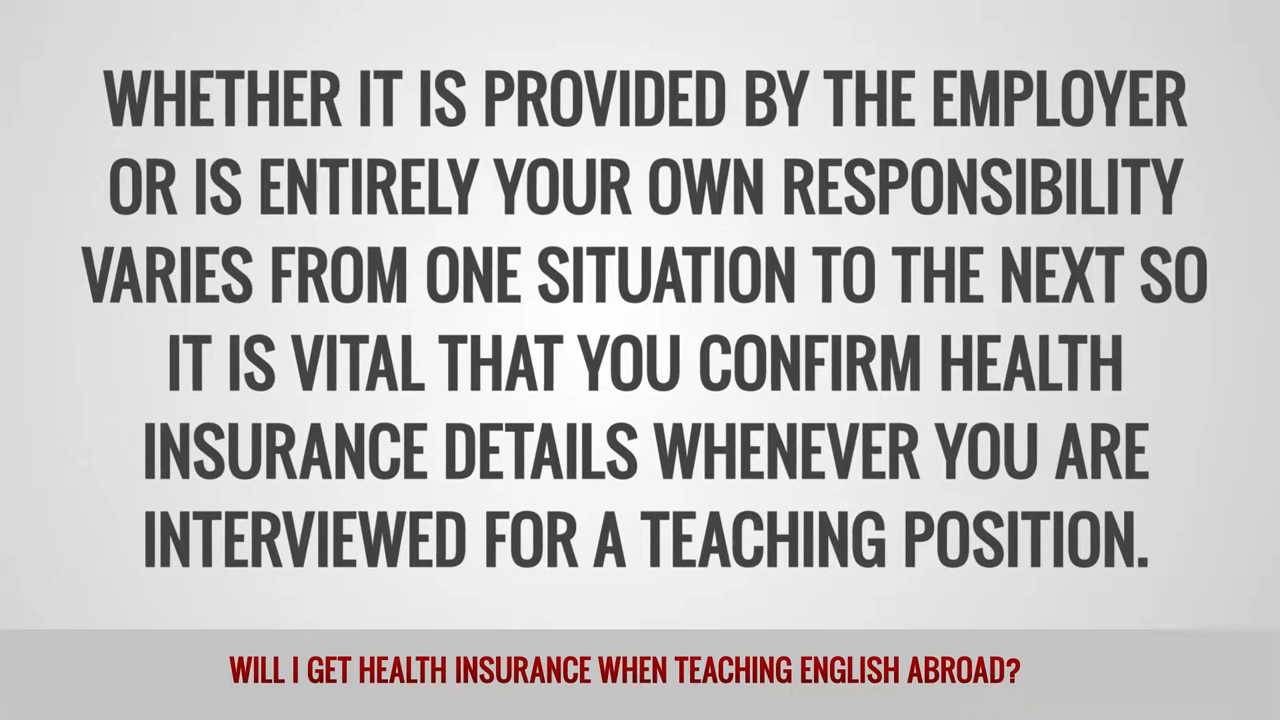 WHETHER IT IS PROVIDED BY THE EMPLOYER
OR IS ENTIRELY YOUR OWN RESPONSIBILITY
VARIES FROM ONE SITUATION TO THE NEXT SO
IT IS VITAL THAT YOU CONFIRM HEALTH
INSURANCE DETAILS WHENEVER YOU ARE
INTERVIEWED FOR A TEACHING POSITION.
WILL I GET HEALTH INSURANCE WHEN TEACHING ENGLISH ABROAD?